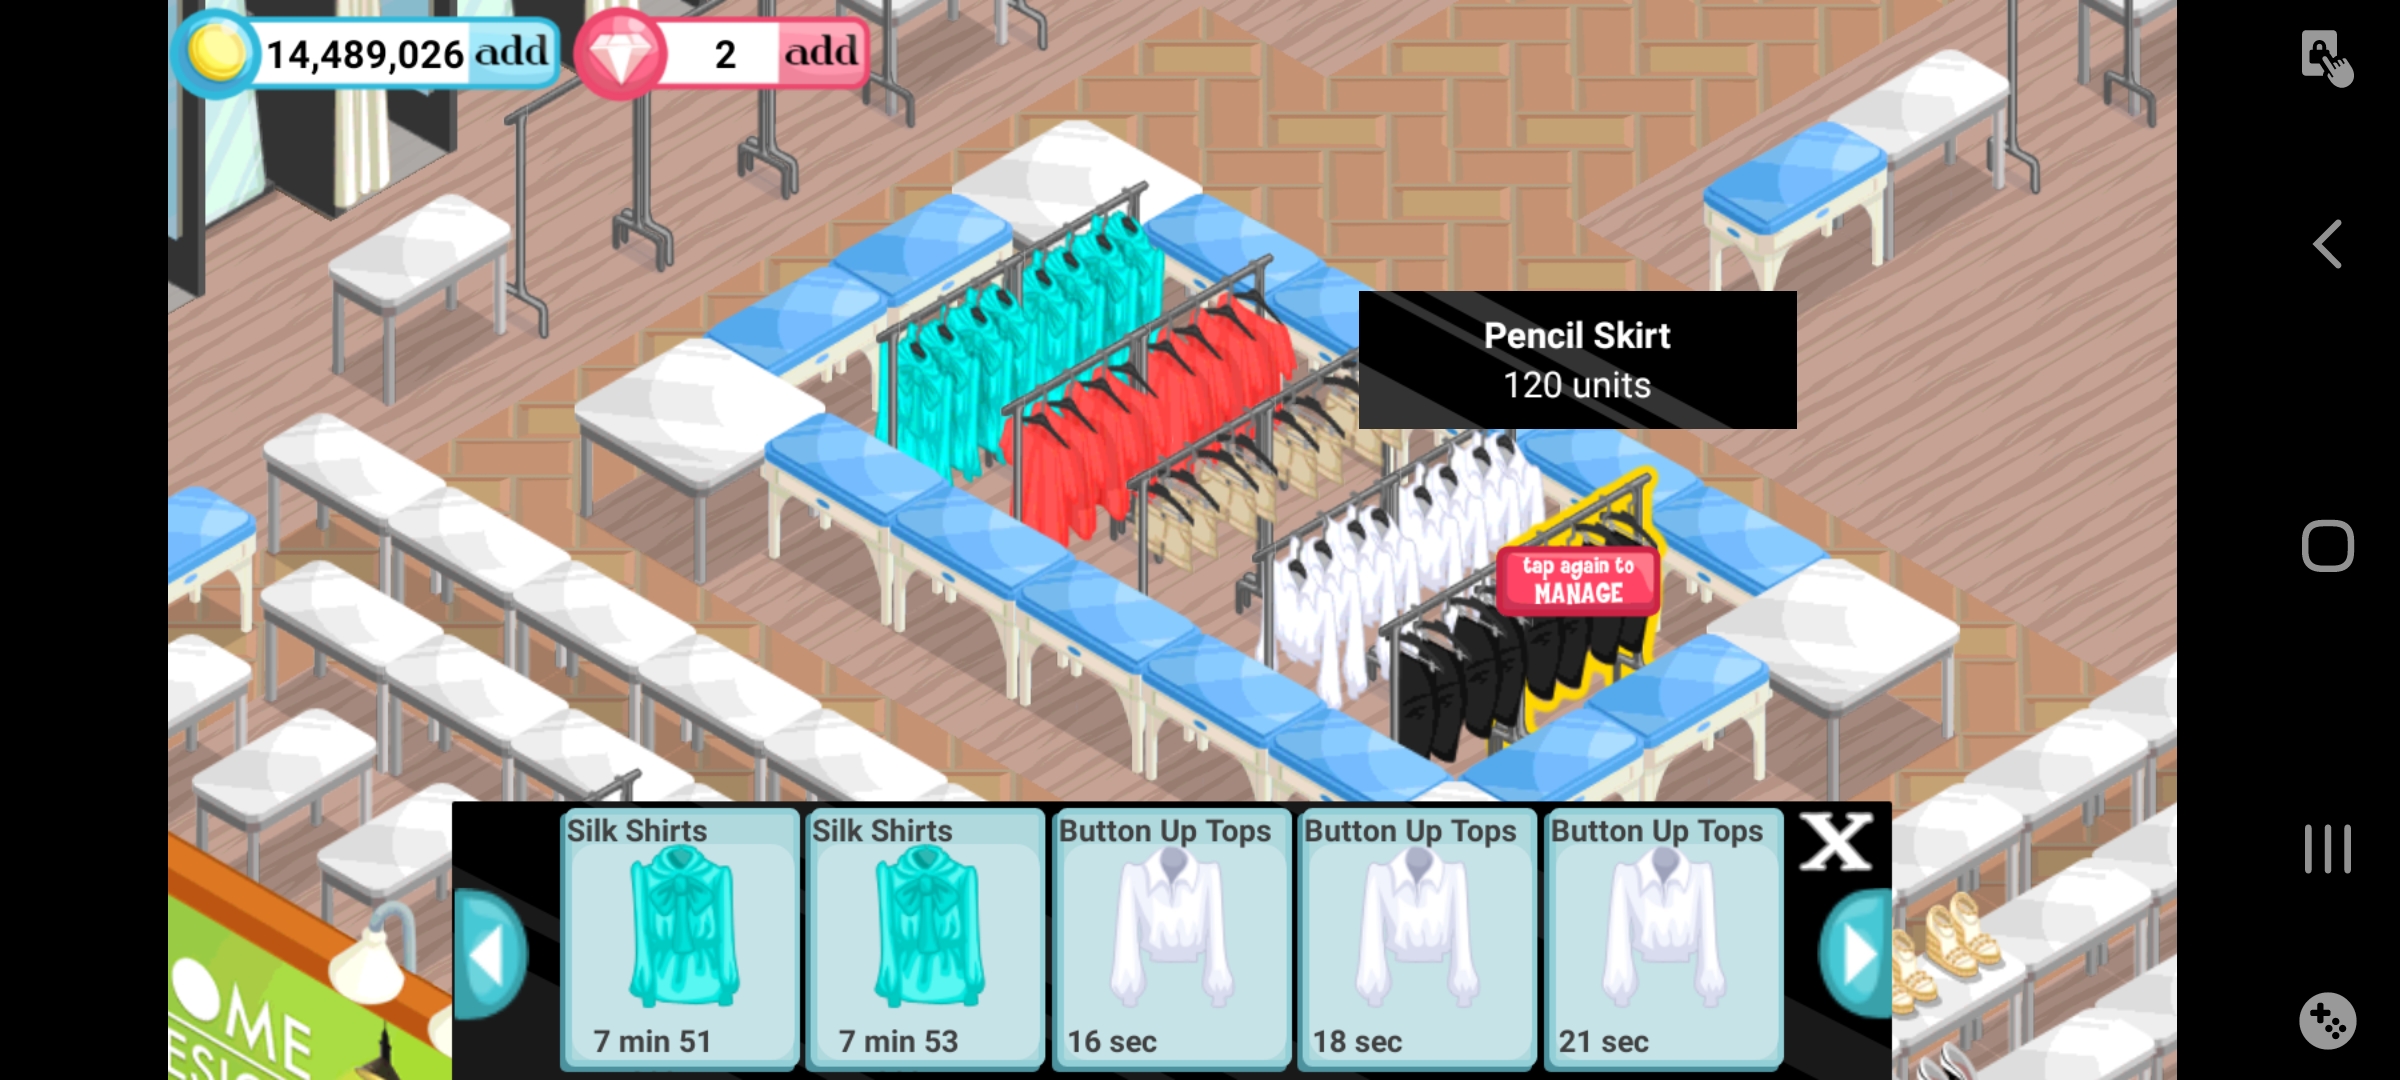 14,489,026 add
2 add
Pencil Skirt
120 units
tap again to
MANAGE
Silk Shirts
7 min 51
Silk Shirts
7 min 53
Button Up Tops
16 sec
Button Up Tops
18 sec
Button Up Tops
21 sec
X